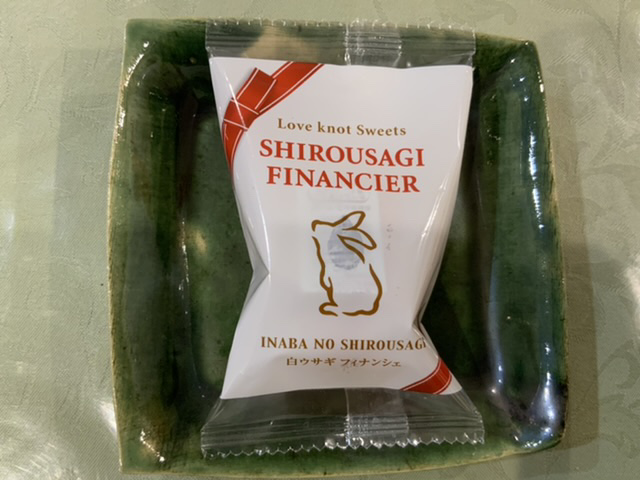 Love knot Sweets
SHIROUSAGI
FINANCIER
INABA NO SHIROUSAGI
白ウサギ フィナンシェ